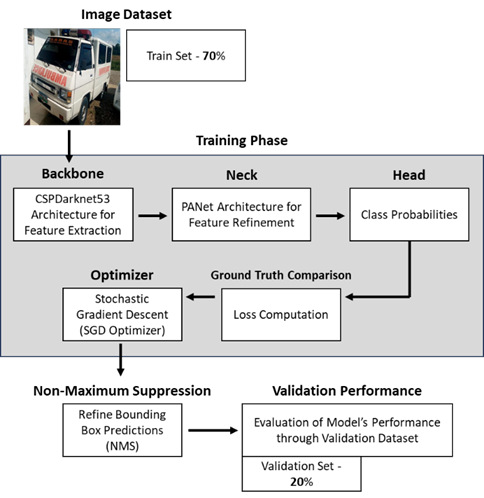 Image Dataset
Train Set - 70%
Training Phase
Backbone
CSPDarknet53
Architecture for
Feature Extraction
Neck
PANet Architecture for
Feature Refinement
Head
Class Probabilities
Optimizer
Stochastic
Gradient Descent
(SGD Optimizer)
Ground Truth Comparison
Loss Computation
Non-Maximum Suppression
Refine Bounding
Box Predictions
(NMS)
Validation Performance
Evaluation of Model's Performance
through Validation Dataset
Validation Set -
20%